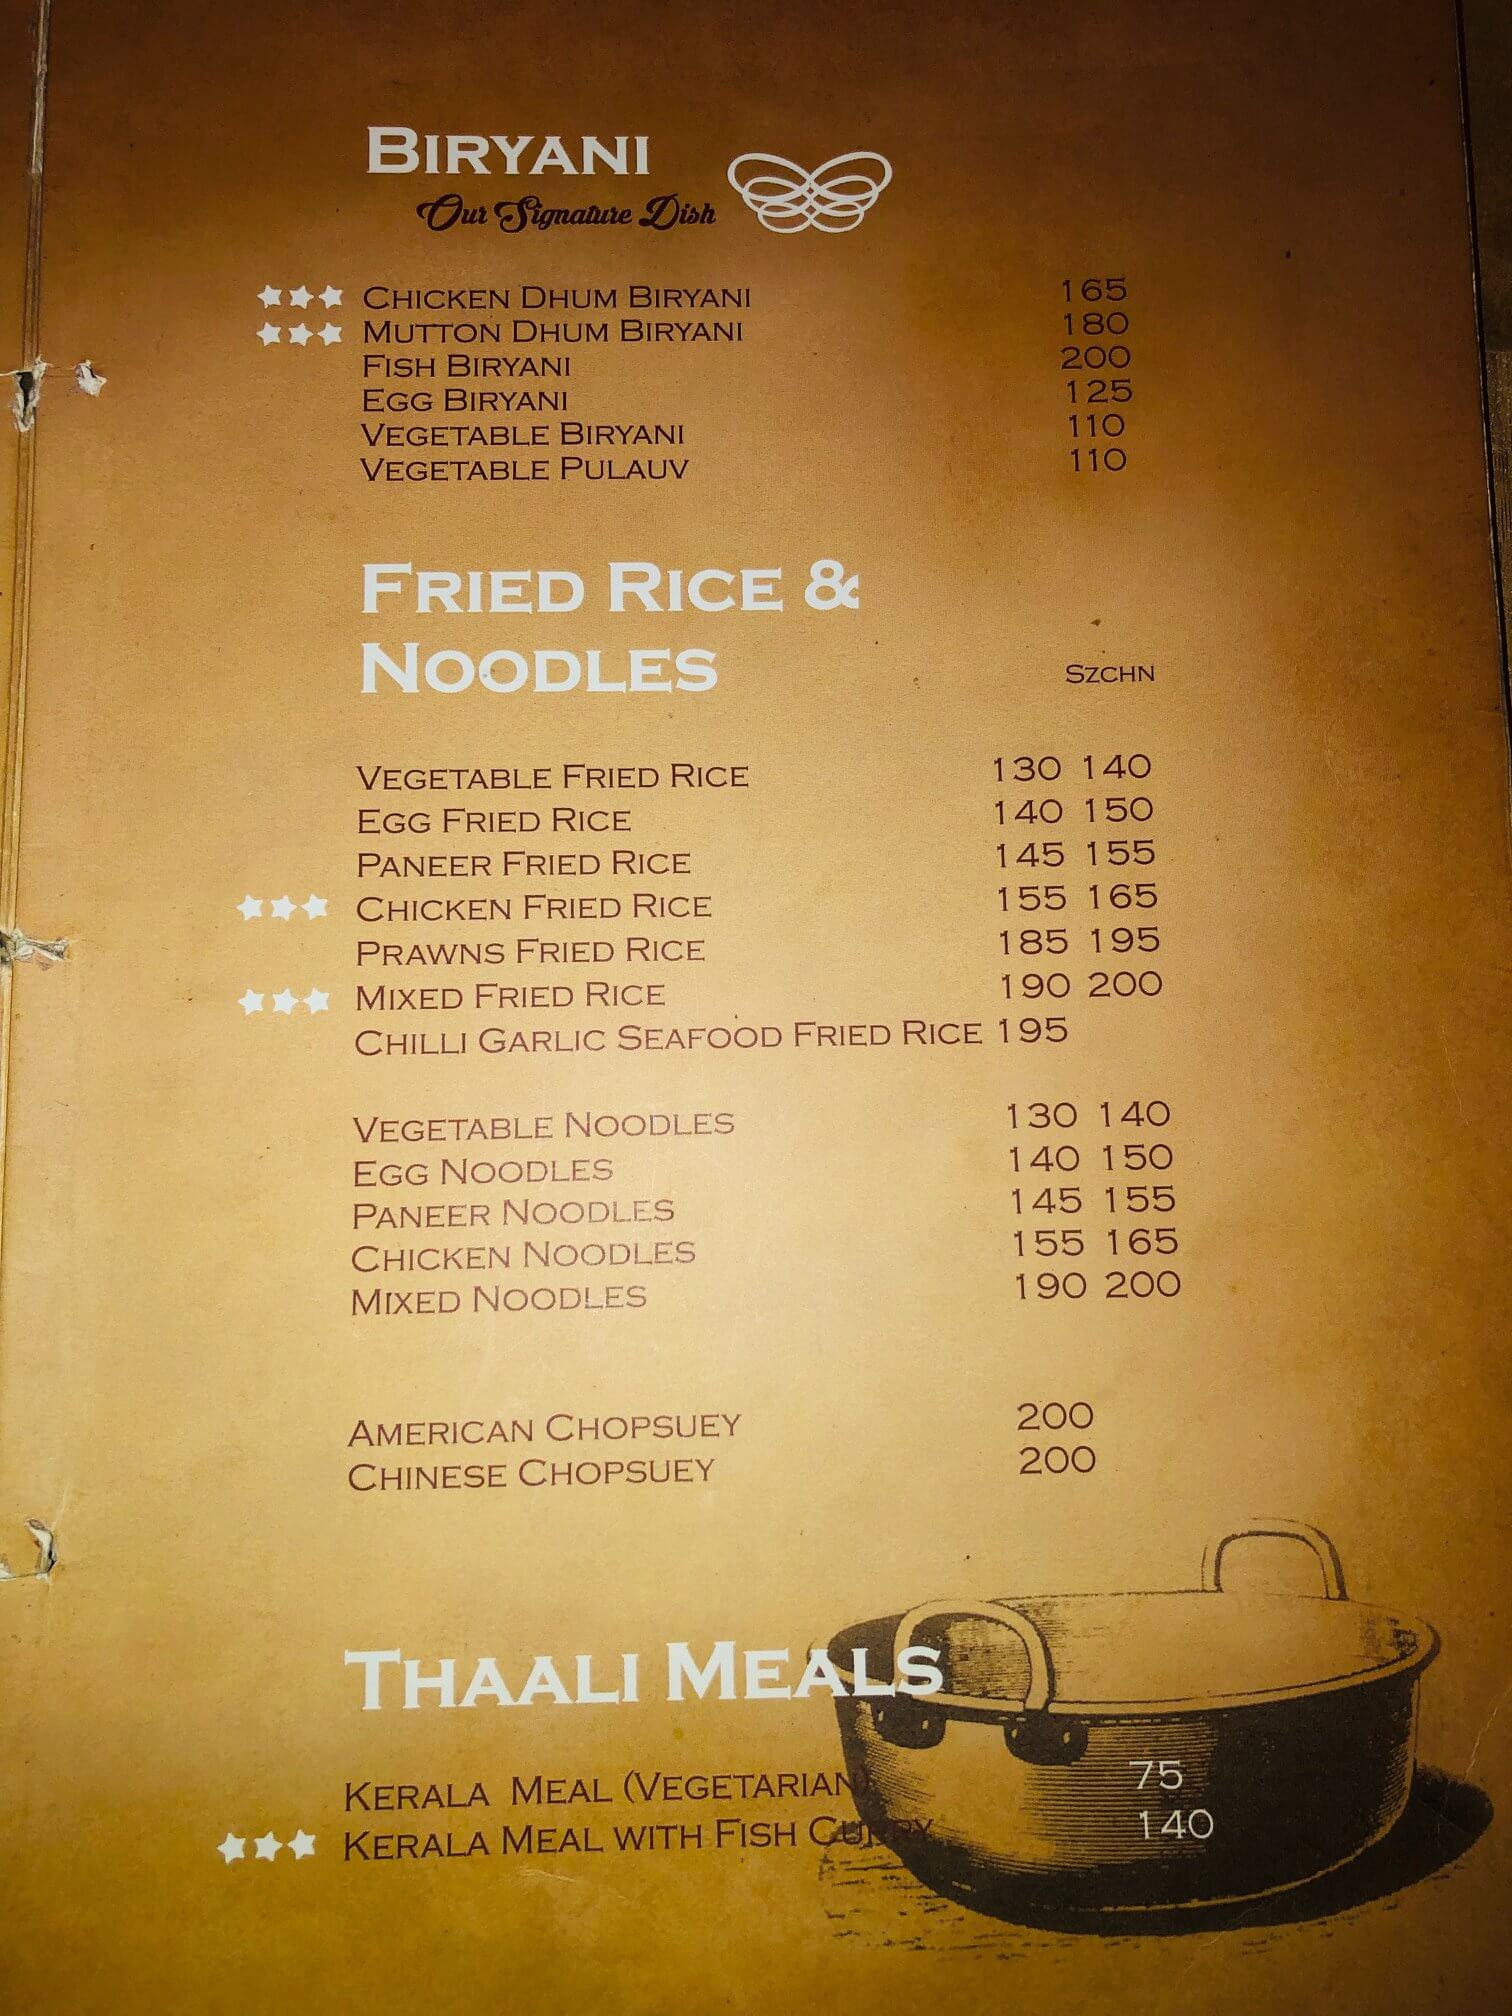 BIRYANI
Our Signature Dish
CHICKEN DHUM BIRYANI 165
MUTTON DHUM BIRYANI 180
FISH BIRYANI 200
EGG BIRYANI 125
VEGETABLE BIRYANI 110
VEGETABLE PULAUV 110
FRIED RICE &
NOODLES SZCHN
VEGETABLE FRIED RICE 130 140
EGG FRIED RICE 140 150
PANEER FRIED RICE 145 155
CHICKEN FRIED RICE 155 165
PRAWNS FRIED RICE 185 195
MIXED FRIED RICE 190 200
CHILLI GARLIC SEAFOOD FRIED RICE 195
VEGETABLE NOODLES 130 140
EGG NOODLES 140 150
PANEER NOODLES 145 155
CHICKEN NOODLES 155 165
MIXED NOODLES 190 200
AMERICAN CHOPSUEY 200
CHINESE CHOPSUEY 200
THAALI MEALS
KERALA MEAL (VEGETARIAN) 75
KERALA MEAL WITH FISH CURRY 140